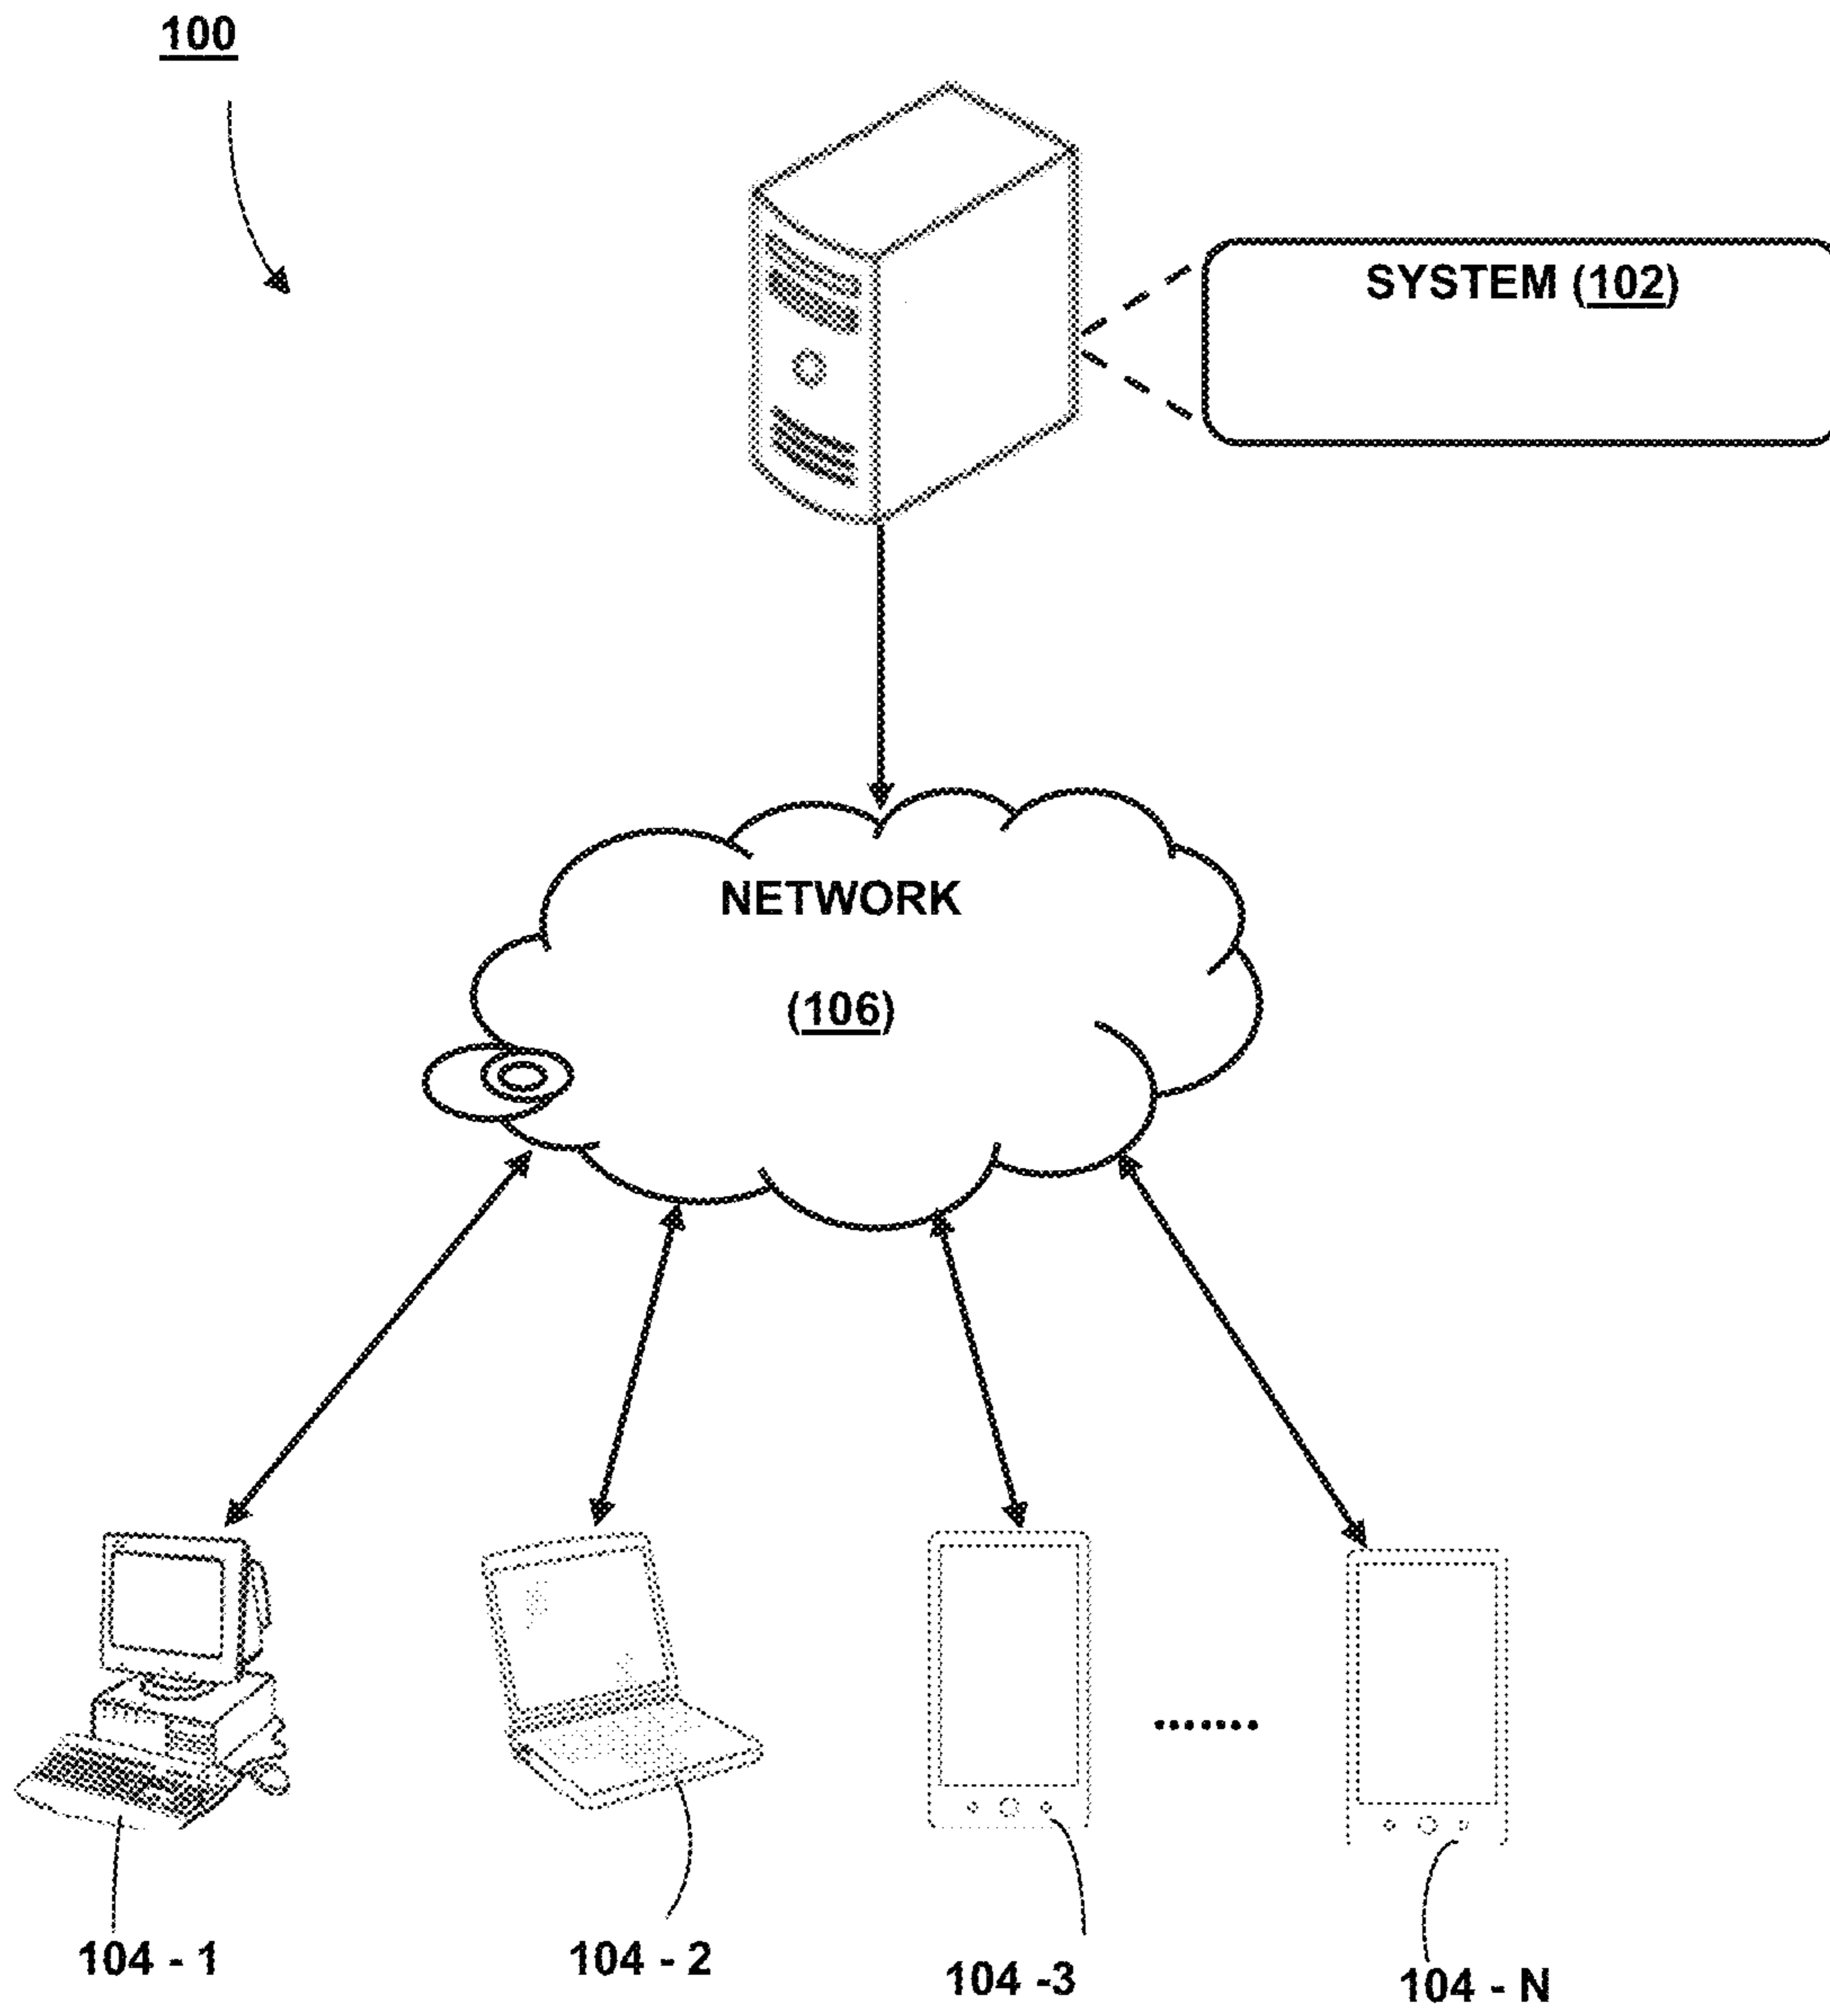 100
SYSTEM (102)
NETWORK
(106)
.......
104 - 1
104 - 2
104 -3
104 - N